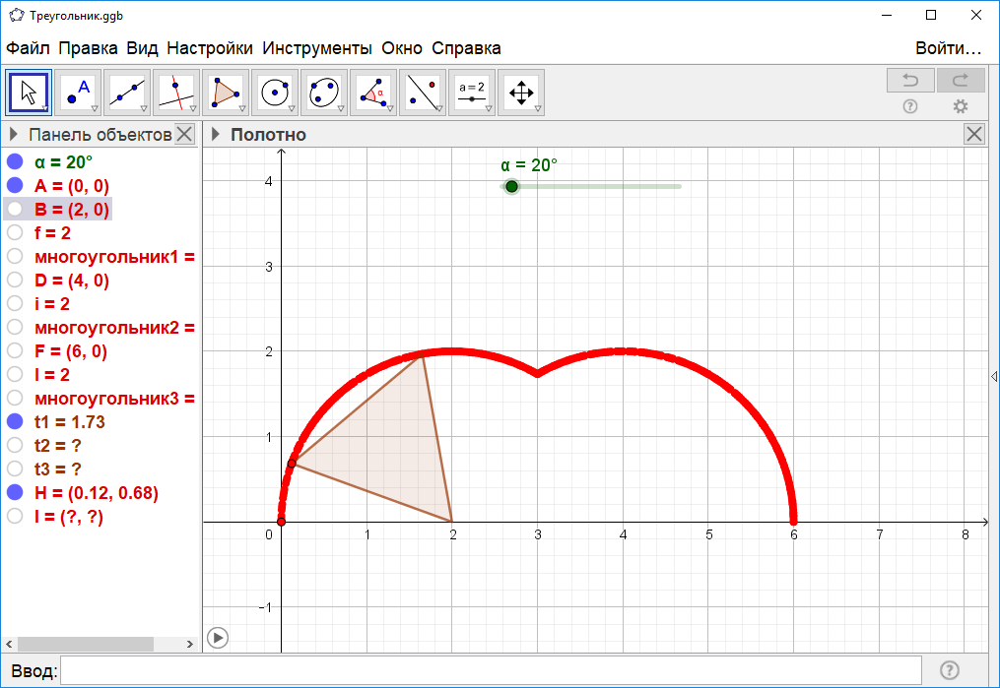 Треугольник.ggb
Файл Правка Вид Настройки Инструменты Окно Справка Войти…
A α a = 2
Панель объектов
Полотно
α = 20°
A = (0, 0)
B = (2, 0)
f = 2
многоугольник1 =
D = (4, 0)
i = 2
многоугольник2 =
F = (6, 0)
l = 2
многоугольник3 =
t1 = 1.73
t2 = ?
t3 = ?
H = (0.12, 0.68)
I = (?, ?)
α = 20°
4
3
2
1
0 1 2 3 4 5 6 7 8
−1
Ввод: